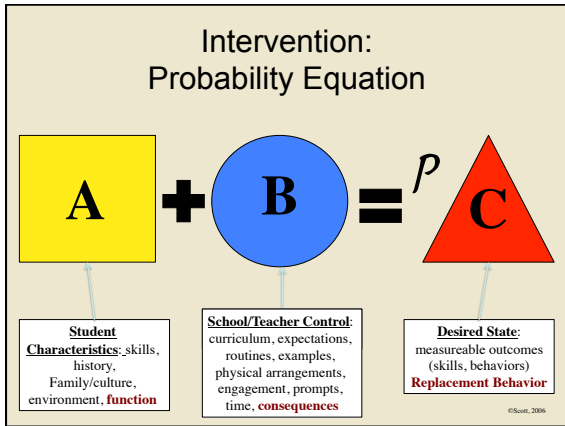 Intervention:
Probability Equation
A + B = p C
Student
Characteristics: skills,
history,
Family/culture,
environment, function
School/Teacher Control:
curriculum, expectations,
routines, examples,
physical arrangements,
engagement, prompts,
time, consequences
Desired State:
measureable outcomes
(skills, behaviors)
Replacement Behavior
©Scott, 2006